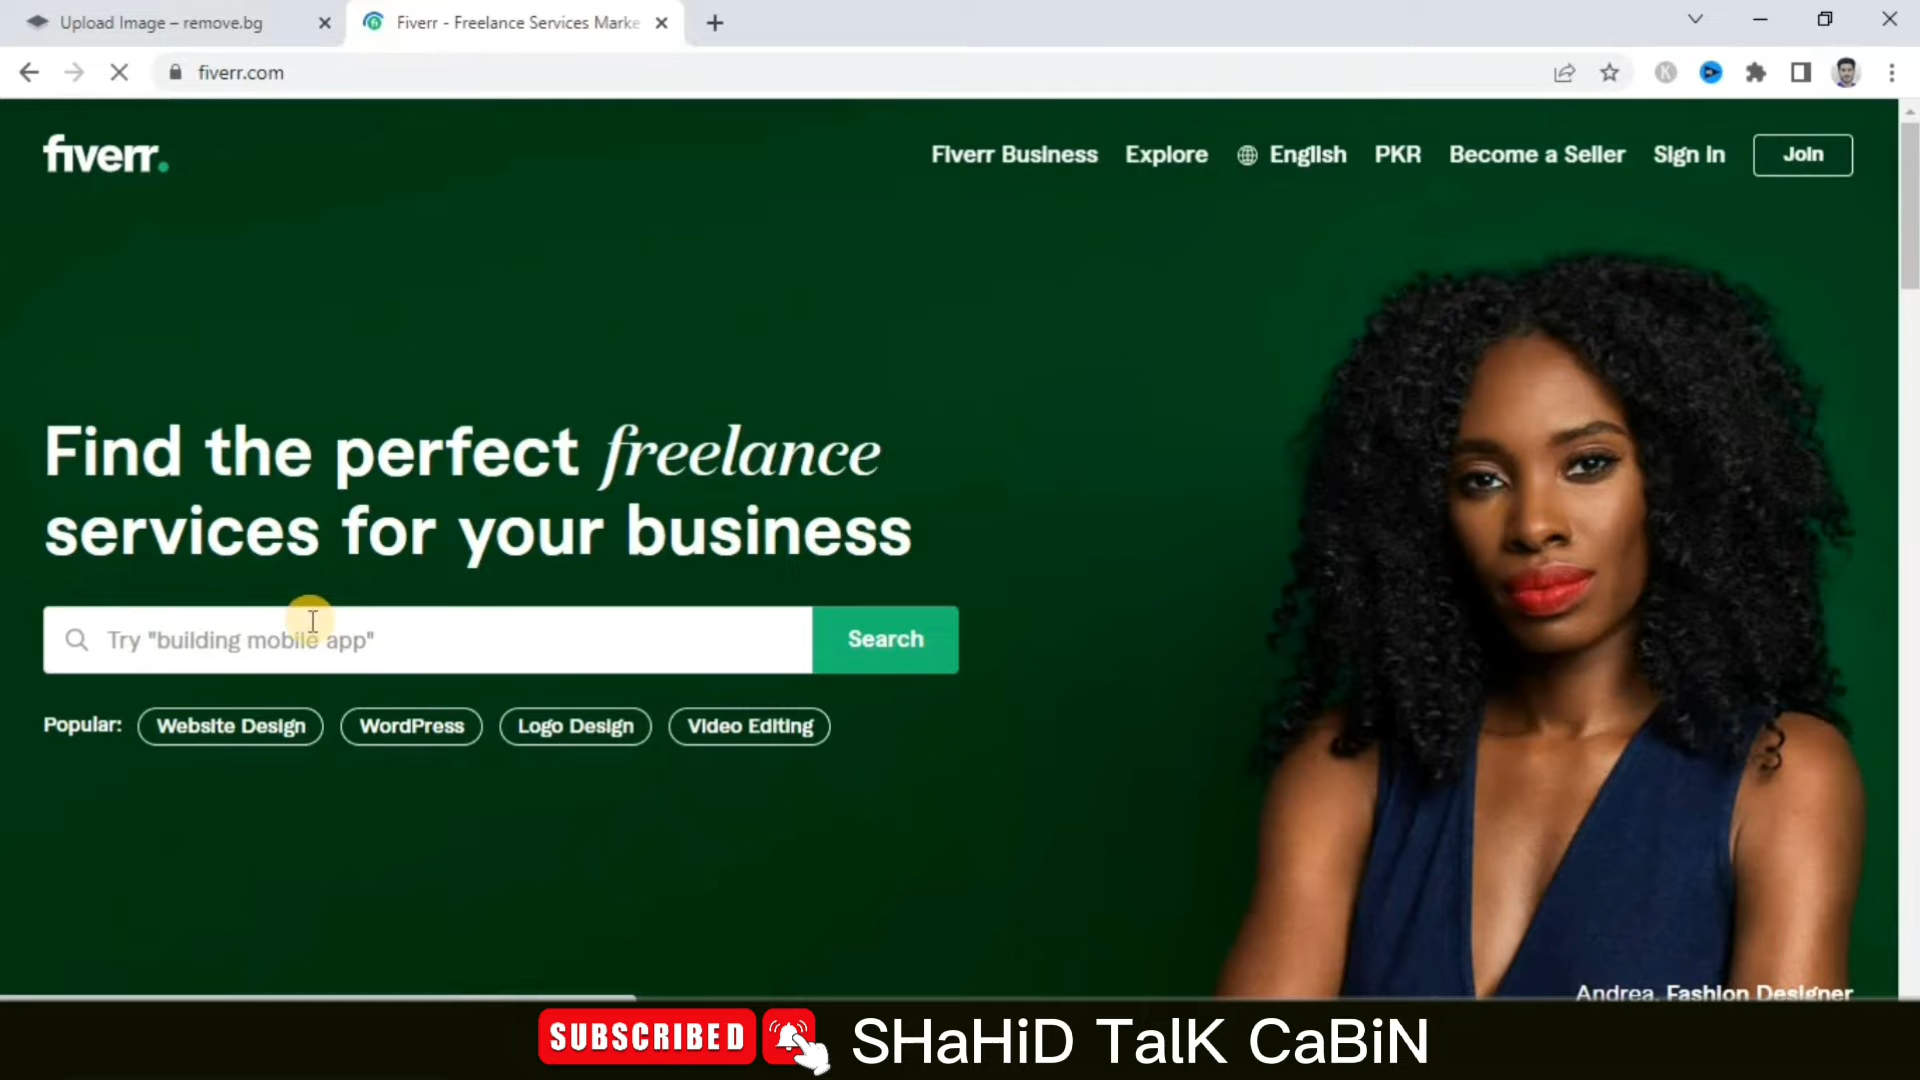 Upload Image – remove.bg
Fiverr - Freelance Services Marke
fiverr.com
fiverr.
Fiverr Business
Explore
English
PKR
Become a Seller
Sign In
Join
Find the perfect freelance
services for your business
Try "building mobile app"
Search
Popular:
Website Design
WordPress
Logo Design
Video Editing
Andrea, Fashion Designer
SUBSCRIBED
SHaHiD TalK CaBiN